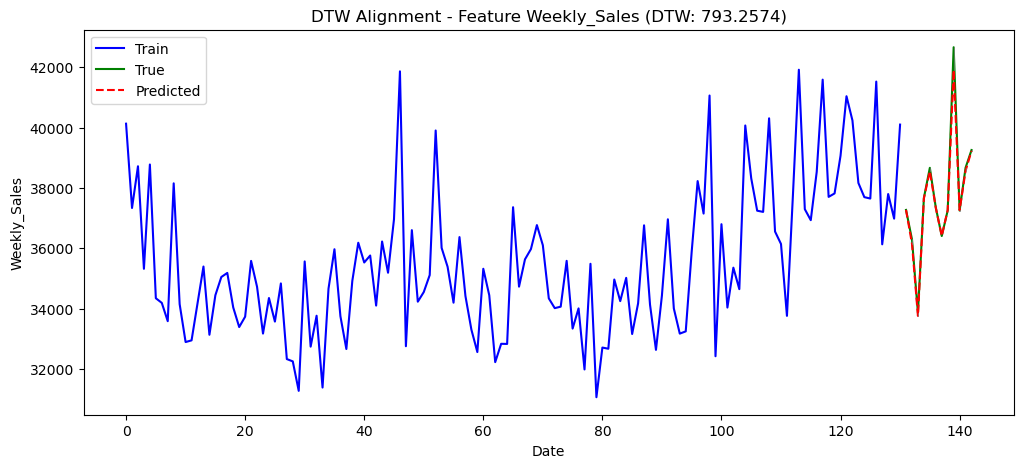 DTW Alignment - Feature Weekly_Sales (DTW: 793.2574)
Train
True
Predicted
42000
40000
38000
36000
34000
32000
Weekly_Sales
0
20
40
60
80
100
120
140
Date